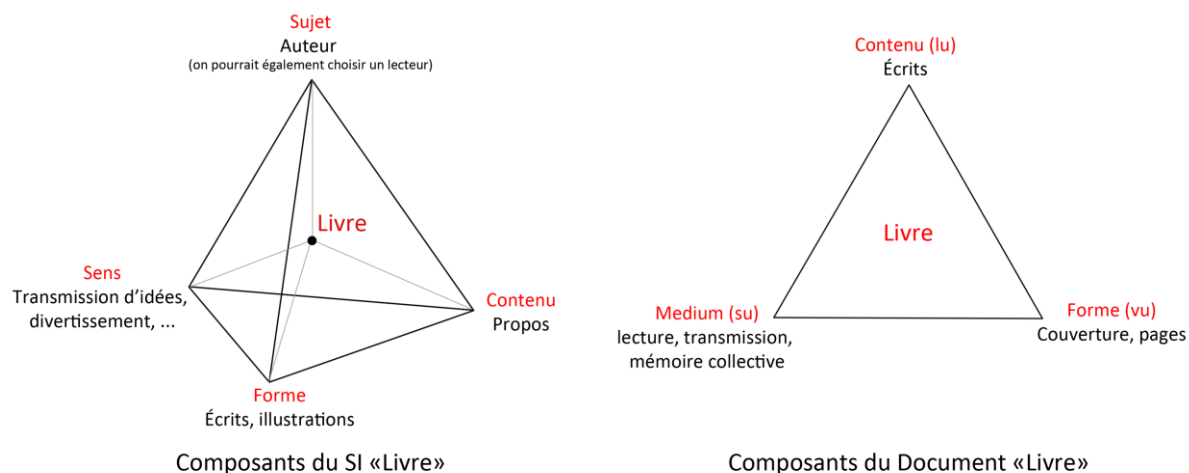 Sujet
Auteur
(on pourrait également choisir un lecteur)
Livre
Sens
Transmission d'idées,
divertissement, ...
Contenu
Propos
Forme
Écrits, illustrations
Composants du SI «Livre»
Contenu (lu)
Écrits
Livre
Medium (su)
lecture, transmission,
mémoire collective
Forme (vu)
Couverture, pages
Composants du Document «Livre»